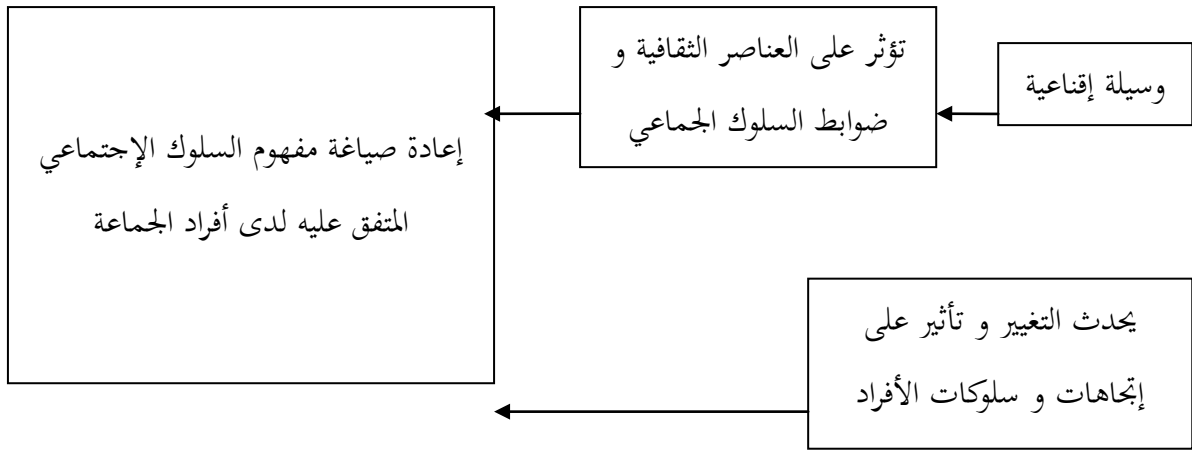 وسيلة إقناعية
تؤثر على العناصر الثقافية و
ضوابط السلوك الجماعي
إعادة صياغة مفهوم السلوك الإجتماعي
المتفق عليه لدى أفراد الجماعة
يحدث التغيير و تأثير على
إتجاهات و سلوكات الأفراد